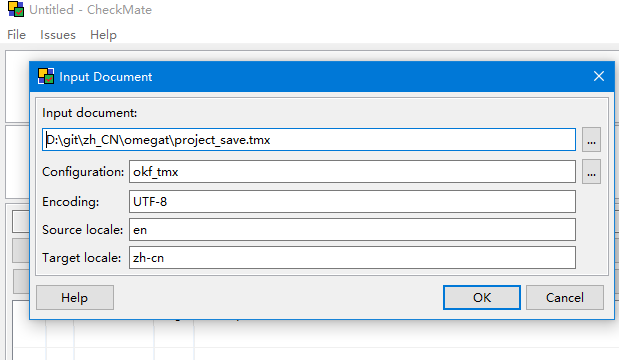 Untitled - CheckMate
File Issues Help
Input Document
Input document:
D:\git\zh_CN\omegat\project_save.tmx ...
Configuration: okf_tmx ...
Encoding: UTF-8
Source locale: en
Target locale: zh-cn
Help OK Cancel